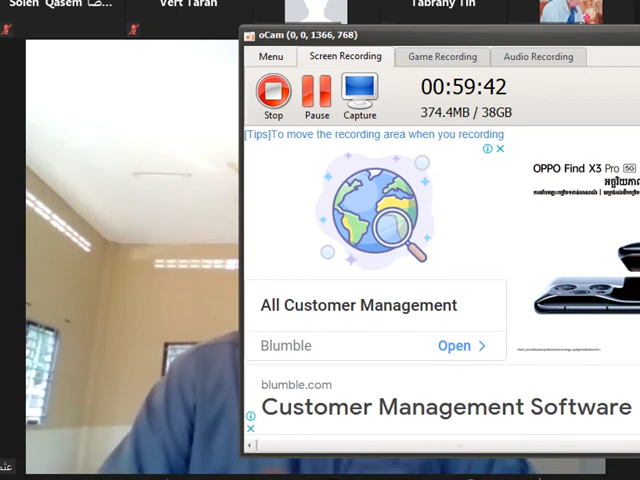 Soleh Qasem
Vert Taran
Tabrany Tin
oCam (0, 0, 1366, 768)
Menu
Screen Recording
Game Recording
Audio Recording
Stop
Pause
Capture
00:59:42
374.4MB / 38GB
[Tips]To move the recording area when you recording
OPPO Find X3 Pro 5G
All Customer Management
Blumble
Open
blumble.com
Customer Management Software